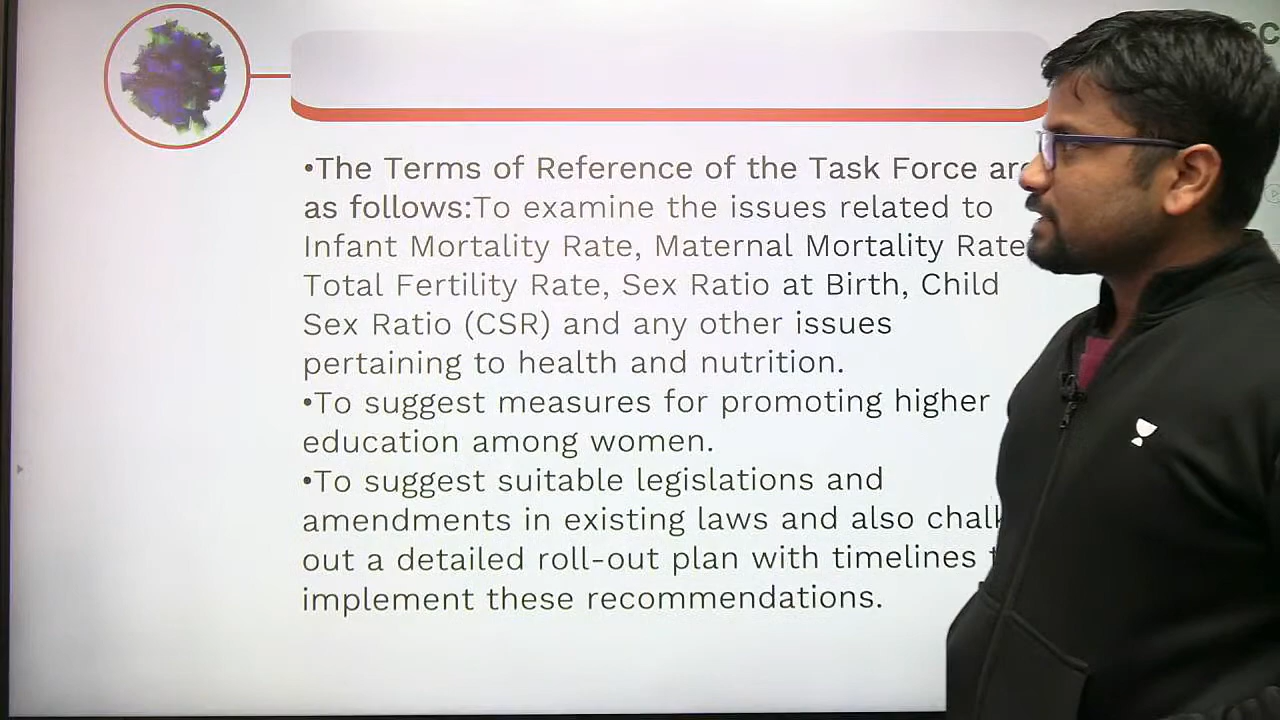 •The Terms of Reference of the Task Force are
as follows:To examine the issues related to
Infant Mortality Rate, Maternal Mortality Rate
Total Fertility Rate, Sex Ratio at Birth, Child
Sex Ratio (CSR) and any other issues
pertaining to health and nutrition.
•To suggest measures for promoting higher
education among women.
•To suggest suitable legislations and
amendments in existing laws and also chalk
out a detailed roll-out plan with timelines
implement these recommendations.